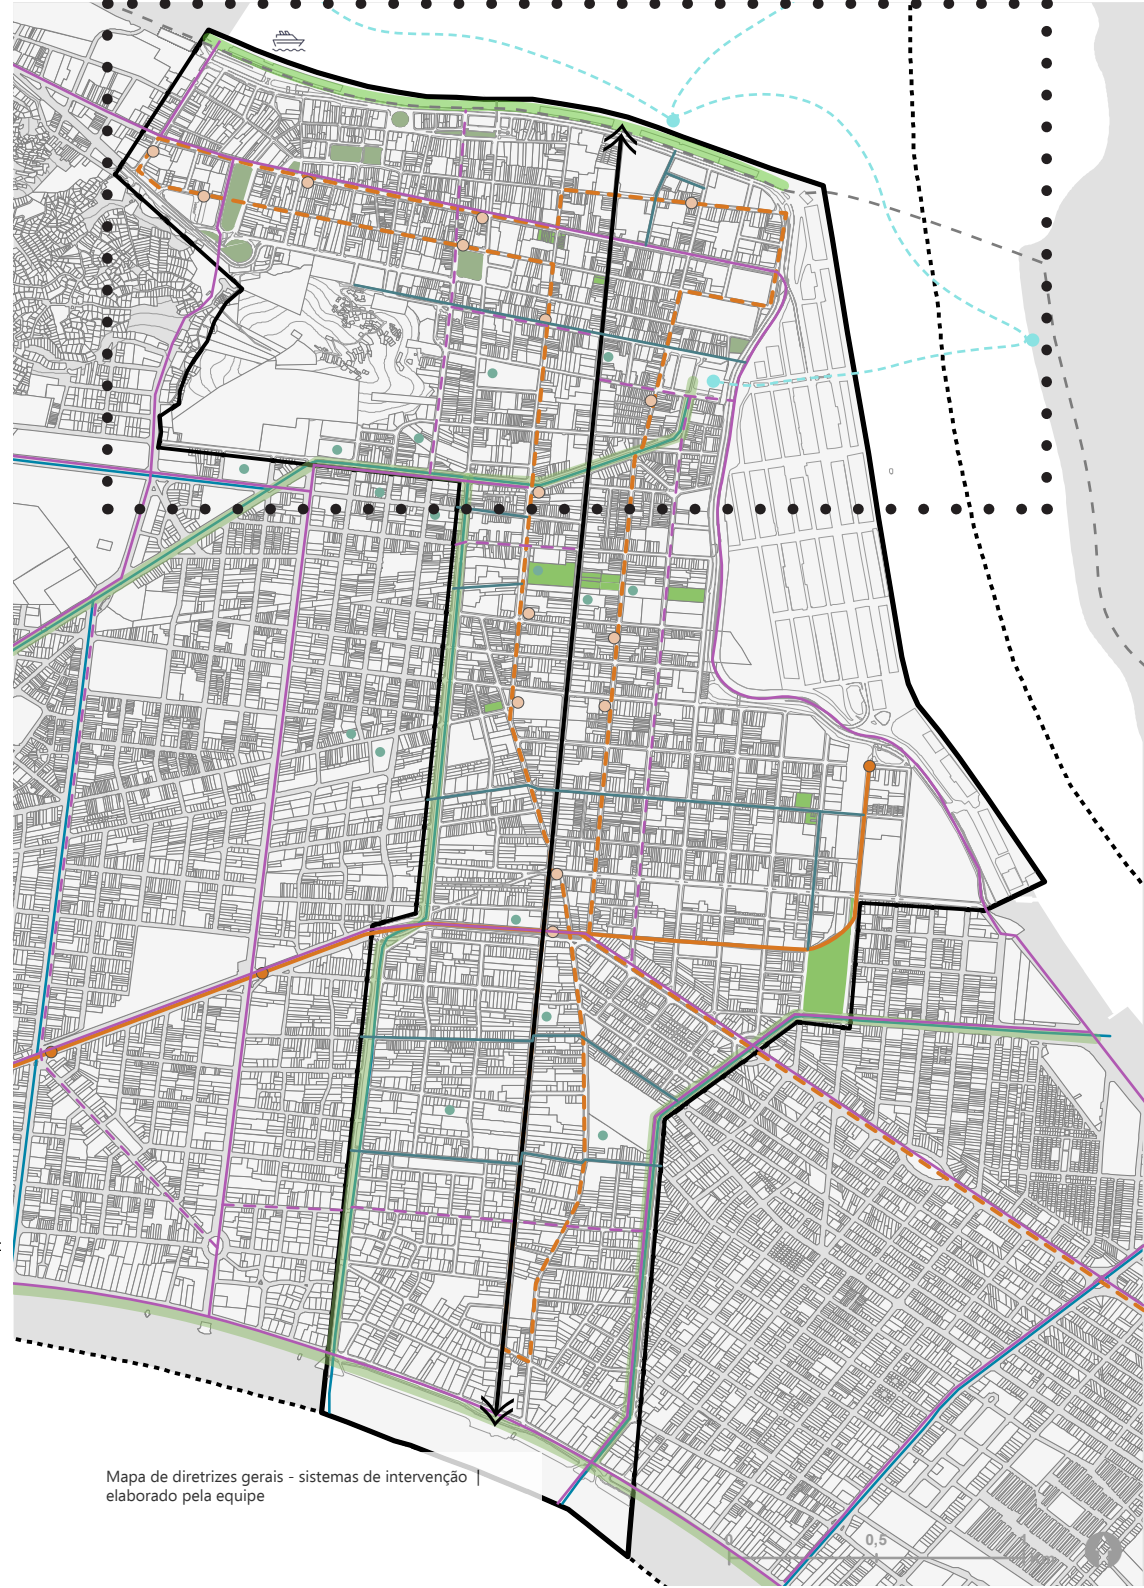 Mapa de diretrizes gerais - sistemas de intervenção |
elaborado pela equipe
0,5